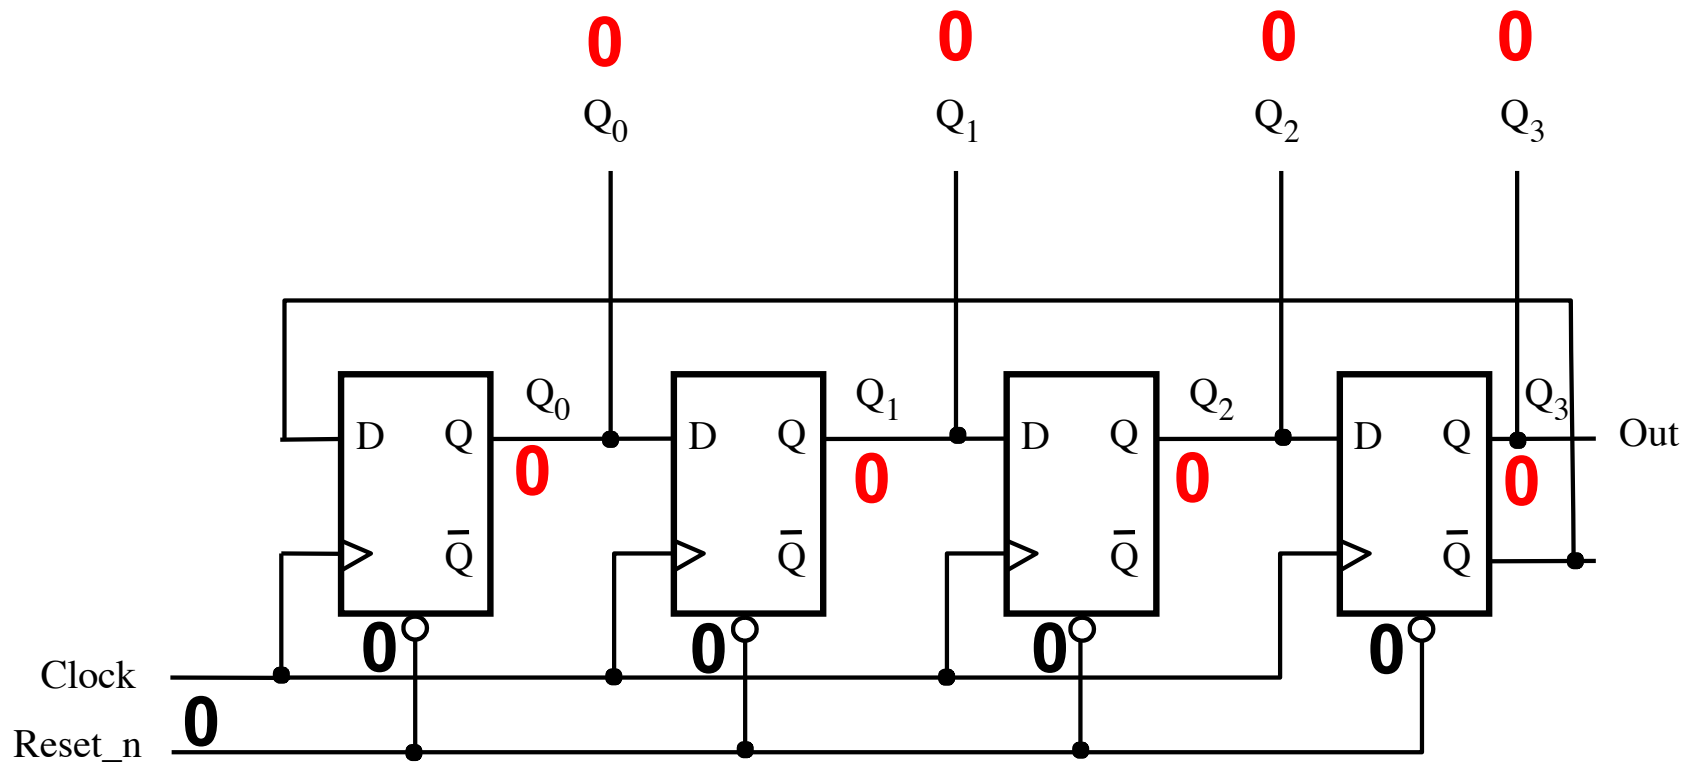 0 0 0 0
Q0 Q1 Q2 Q3
Q0 Q1 Q2 Q3
D Q D Q D Q D Q Out
0 0 0 0
Q̅ Q̅ Q̅ Q̅
0 0 0 0
Clock
0
Reset_n